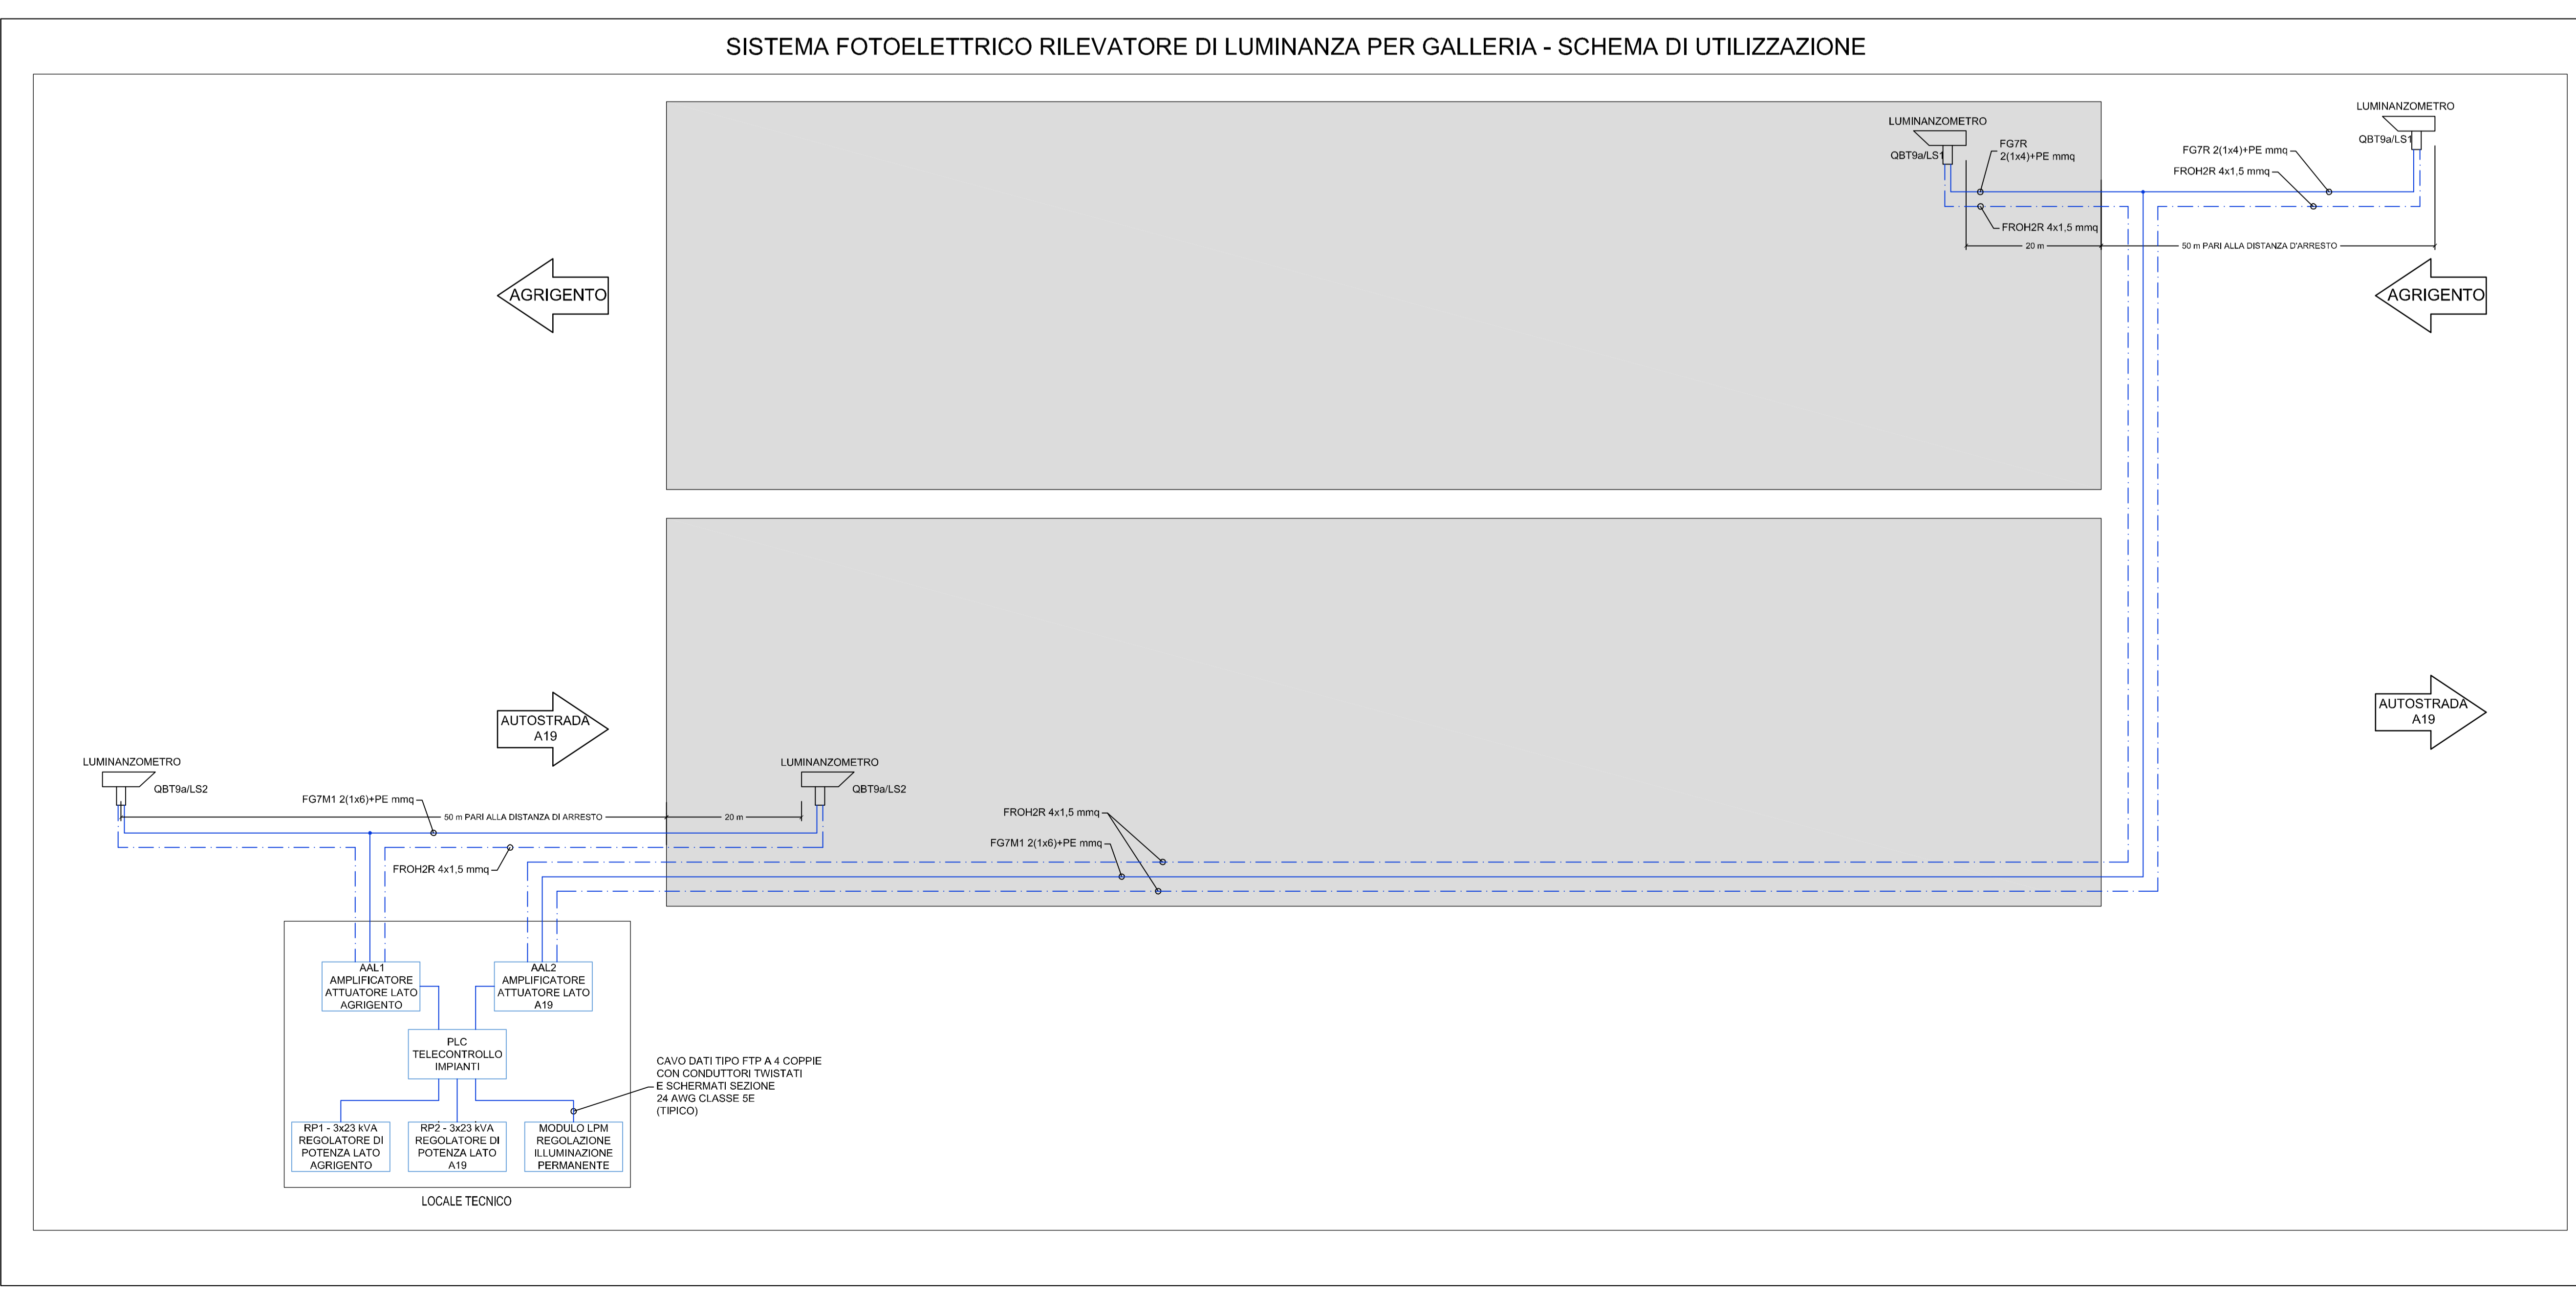 SISTEMA FOTOELETTRICO RILEVATORE DI LUMINANZA PER GALLERIA - SCHEMA DI UTILIZZAZIONE
LUMINANZOMETRO
QBT9a/LS1
FG7R
2(1x4)+PE mmq
FROH2R 4x1,5 mmq
20 m
LUMINANZOMETRO
QBT9a/LS1
FG7R 2(1x4)+PE mmq
FROH2R 4x1,5 mmq
50 m PARI ALLA DISTANZA D'ARRESTO
AGRIGENTO
AGRIGENTO
AUTOSTRADA
A19
AUTOSTRADA
A19
LUMINANZOMETRO
QBT9a/LS2
FG7M1 2(1x6)+PE mmq
50 m PARI ALLA DISTANZA DI ARRESTO
20 m
FROH2R 4x1,5 mmq
LUMINANZOMETRO
QBT9a/LS2
FROH2R 4x1,5 mmq
FG7M1 2(1x6)+PE mmq
AAL1
AMPLIFICATORE
ATTUATORE LATO
AGRIGENTO
AAL2
AMPLIFICATORE
ATTUATORE LATO
A19
PLC
TELECONTROLLO
IMPIANTI
CAVO DATI TIPO FTP A 4 COPPIE
CON CONDUTTORI TWISTATI
E SCHERMATI SEZIONE
24 AWG CLASSE 5E
(TIPICO)
RP1 - 3x23 kVA
REGOLATORE DI
POTENZA LATO
AGRIGENTO
RP2 - 3x23 kVA
REGOLATORE DI
POTENZA LATO
A19
MODULO LPM
REGOLAZIONE
ILLUMINAZIONE
PERMANENTE
LOCALE TECNICO